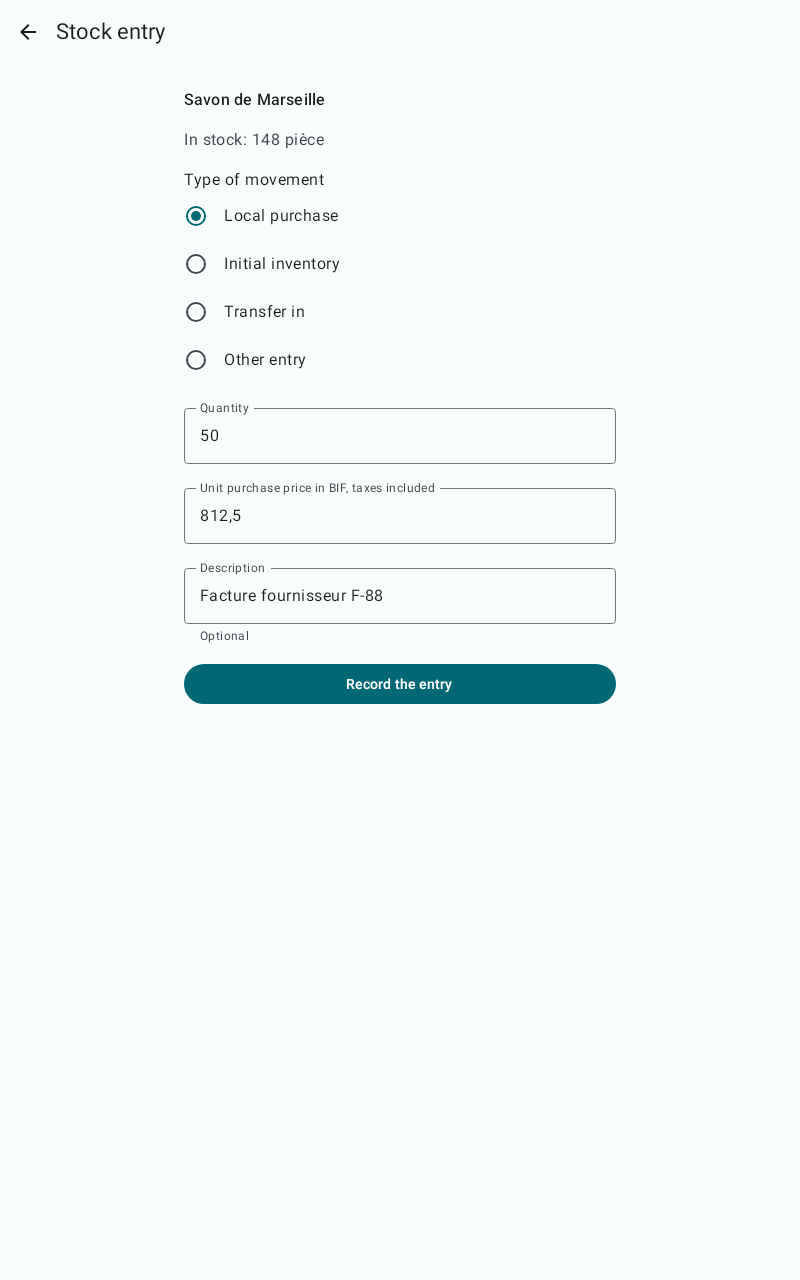 Stock entry
Savon de Marseille
In stock: 148 pièce
Type of movement
Local purchase
Initial inventory
Transfer in
Other entry
Quantity
50
Unit purchase price in BIF, taxes included
812,5
Description
Facture fournisseur F-88
Optional
Record the entry